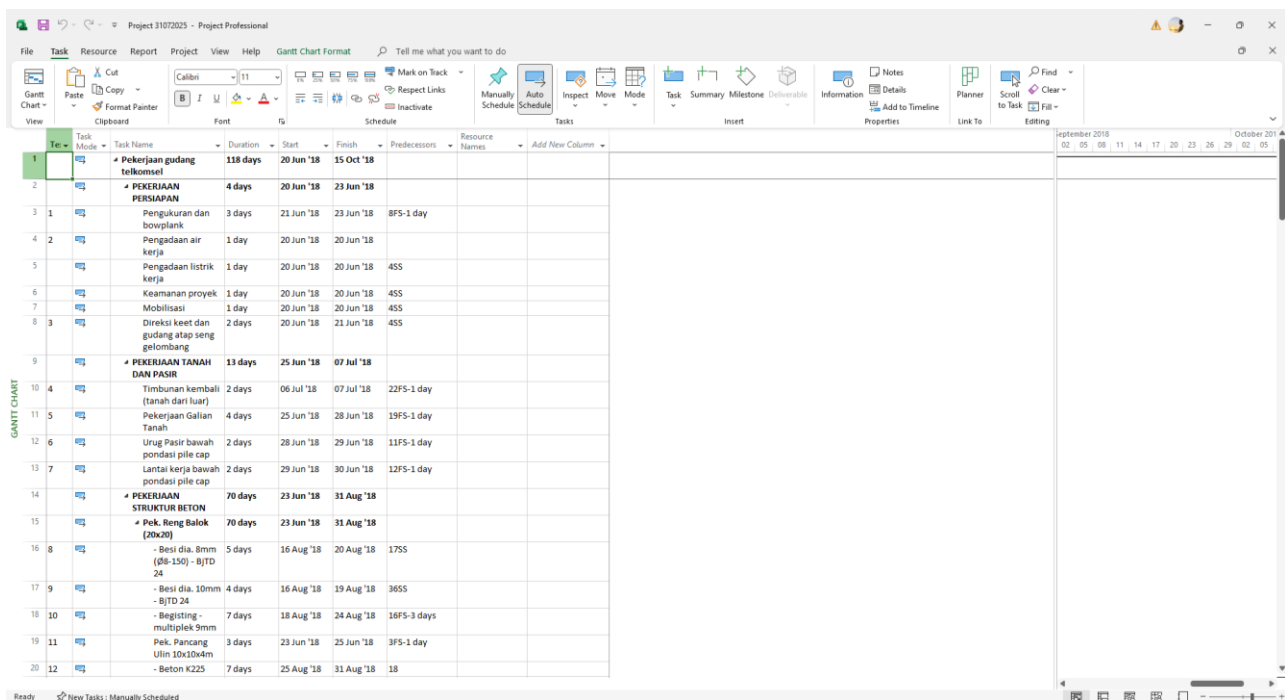 Project 31072025 - Project Professional
File Task Resource Report Project View Help Gantt Chart Format Tell me what you want to do
Gantt Chart
View
Paste
Cut
Copy
Format Painter
Clipboard
Calibri 11
B I U A
Font
0% 25% 50% 75% 100%
Mark on Track
Respect Links
Inactivate
Schedule
Manually Schedule
Auto Schedule
Inspect
Move
Mode
Tasks
Task
Summary
Milestone
Deliverable
Insert
Information
Notes
Details
Add to Timeline
Properties
Planner
Link To
Scroll to Task
Find
Clear
Fill
Editing
Te: Task Mode Task Name Duration Start Finish Predecessors Resource Names Add New Column
September 2018 October 201
02 05 08 11 14 17 20 23 26 29 02 05
GANTT CHART
1 Pekerjaan gudang telkomsel 118 days 20 Jun '18 15 Oct '18
2 PEKERJAAN PERSIAPAN 4 days 20 Jun '18 23 Jun '18
3 1 Pengukuran dan bowplank 3 days 21 Jun '18 23 Jun '18 8FS-1 day
4 2 Pengadaan air kerja 1 day 20 Jun '18 20 Jun '18
5 Pengadaan listrik kerja 1 day 20 Jun '18 20 Jun '18 4SS
6 Keamanan proyek 1 day 20 Jun '18 20 Jun '18 4SS
7 Mobilisasi 1 day 20 Jun '18 20 Jun '18 4SS
8 3 Direksi keet dan gudang atap seng gelombang 2 days 20 Jun '18 21 Jun '18 4SS
9 PEKERJAAN TANAH DAN PASIR 13 days 25 Jun '18 07 Jul '18
10 4 Timbunan kembali (tanah dari luar) 2 days 06 Jul '18 07 Jul '18 22FS-1 day
11 5 Pekerjaan Galian Tanah 4 days 25 Jun '18 28 Jun '18 19FS-1 day
12 6 Urug Pasir bawah pondasi pile cap 2 days 28 Jun '18 29 Jun '18 11FS-1 day
13 7 Lantai kerja bawah pondasi pile cap 2 days 29 Jun '18 30 Jun '18 12FS-1 day
14 PEKERJAAN STRUKTUR BETON 70 days 23 Jun '18 31 Aug '18
15 Pek. Reng Balok (20x20) 70 days 23 Jun '18 31 Aug '18
16 8 - Besi dia. 8mm (Ø8-150) - BJTD 24 5 days 16 Aug '18 20 Aug '18 17SS
17 9 - Besi dia. 10mm - BJTD 24 4 days 16 Aug '18 19 Aug '18 36SS
18 10 - Begisting - multiplek 9mm 7 days 18 Aug '18 24 Aug '18 16FS-3 days
19 11 Pek. Pancang Ulin 10x10x4m 3 days 23 Jun '18 25 Jun '18 3FS-1 day
20 12 - Beton K225 7 days 25 Aug '18 31 Aug '18 18
Ready New Tasks : Manually Scheduled